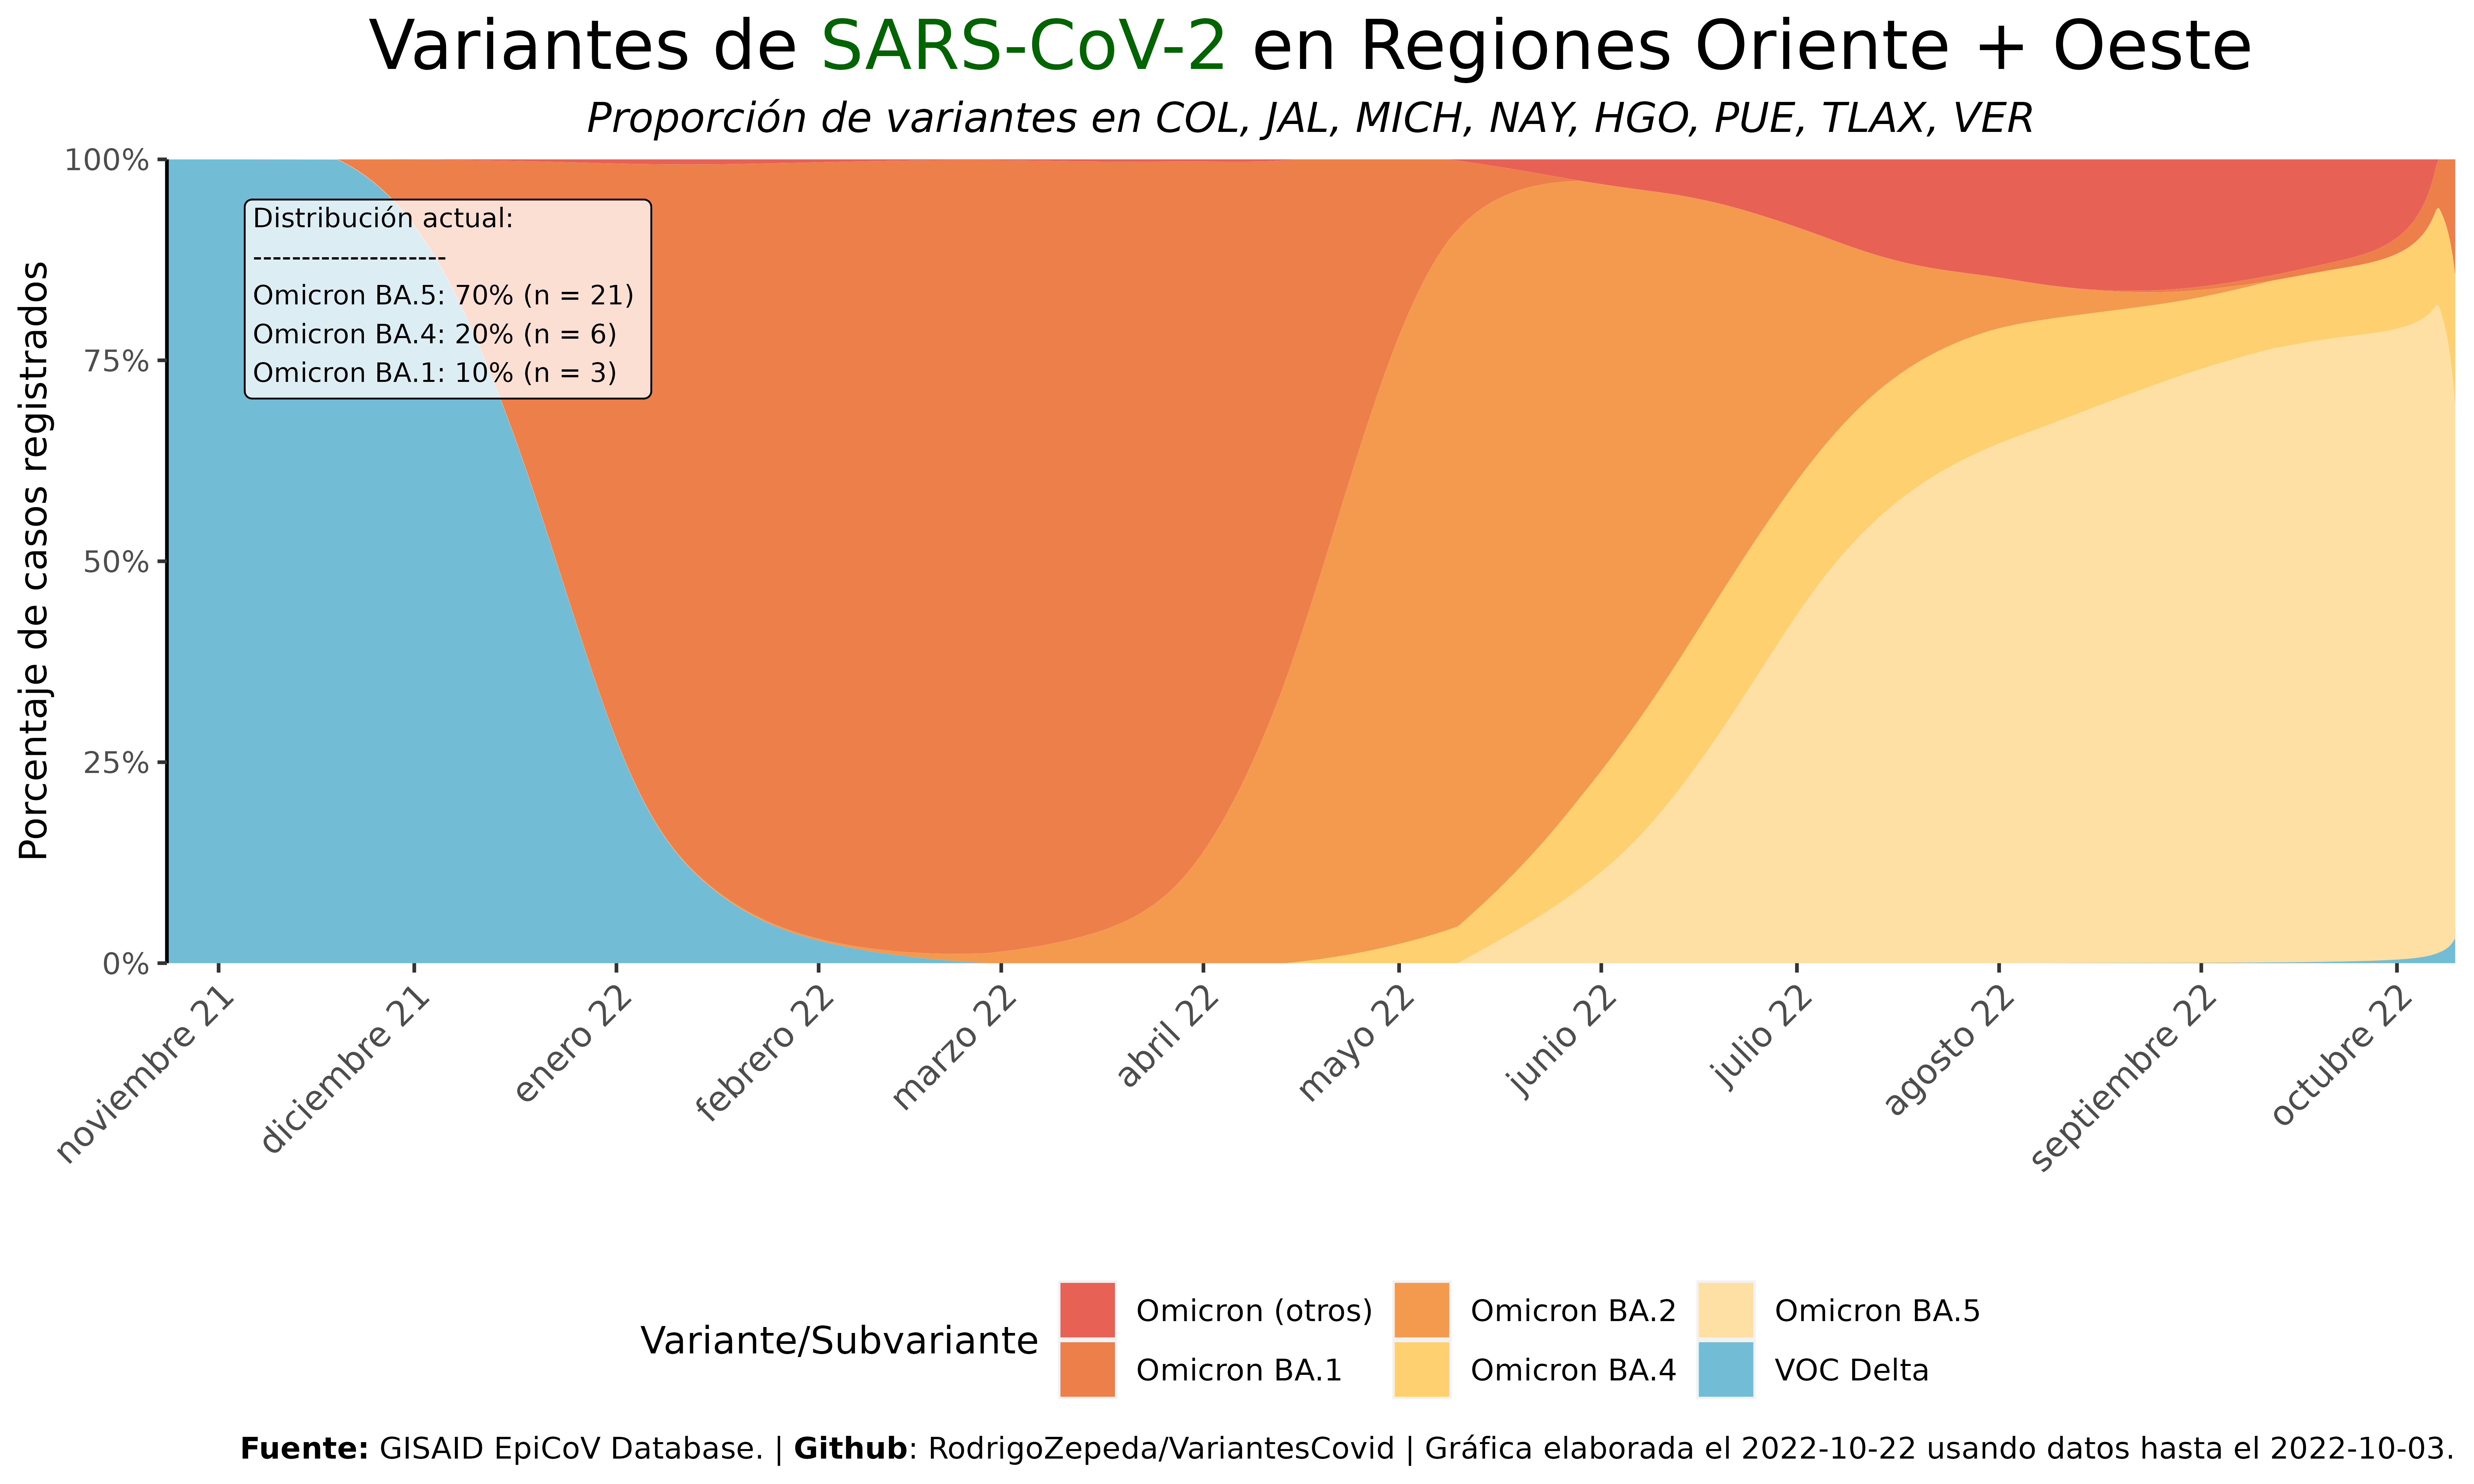 Variantes de SARS-CoV-2 en Regiones Oriente + Oeste
Proporción de variantes en COL, JAL, MICH, NAY, HGO, PUE, TLAX, VER
Porcentaje de casos registrados
100%
75%
50%
25%
0%
Distribución actual:
--------------------
Omicron BA.5: 70% (n = 21)
Omicron BA.4: 20% (n = 6)
Omicron BA.1: 10% (n = 3)
noviembre 21
diciembre 21
enero 22
febrero 22
marzo 22
abril 22
mayo 22
junio 22
julio 22
agosto 22
septiembre 22
octubre 22
Variante/Subvariante
Omicron (otros)
Omicron BA.1
Omicron BA.2
Omicron BA.4
Omicron BA.5
VOC Delta
Fuente: GISAID EpiCoV Database. | Github: RodrigoZepeda/VariantesCovid | Gráfica elaborada el 2022-10-22 usando datos hasta el 2022-10-03.